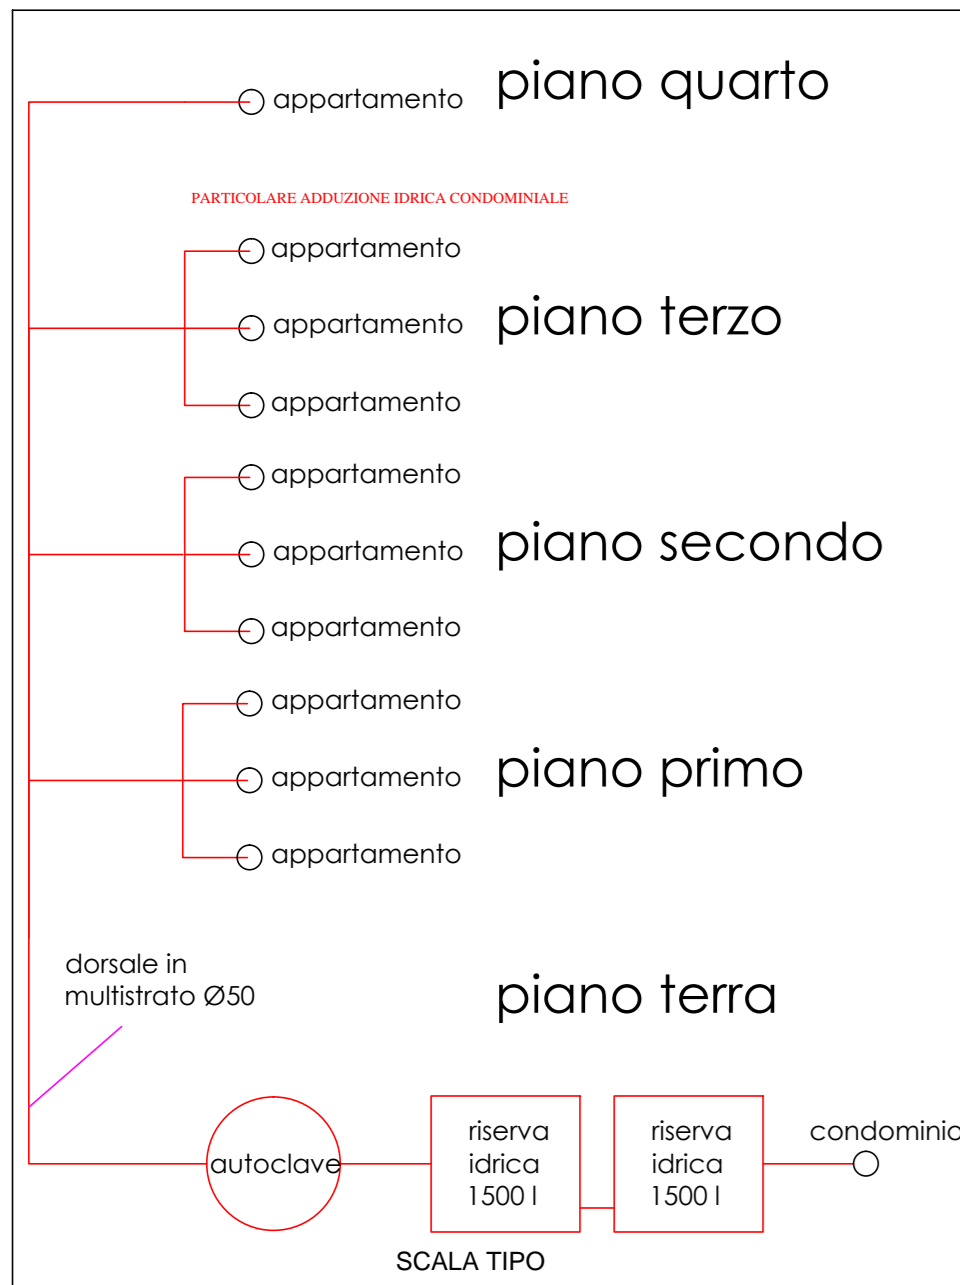 appartamento piano quarto
PARTICOLARE ADDUZIONE IDRICA CONDOMINIALE
appartamento
appartamento piano terzo
appartamento
appartamento
appartamento piano secondo
appartamento
appartamento
appartamento piano primo
appartamento
dorsale in
multistrato Ø50
piano terra
autoclave
riserva
idrica
1500 l
riserva
idrica
1500 l
condominio
SCALA TIPO